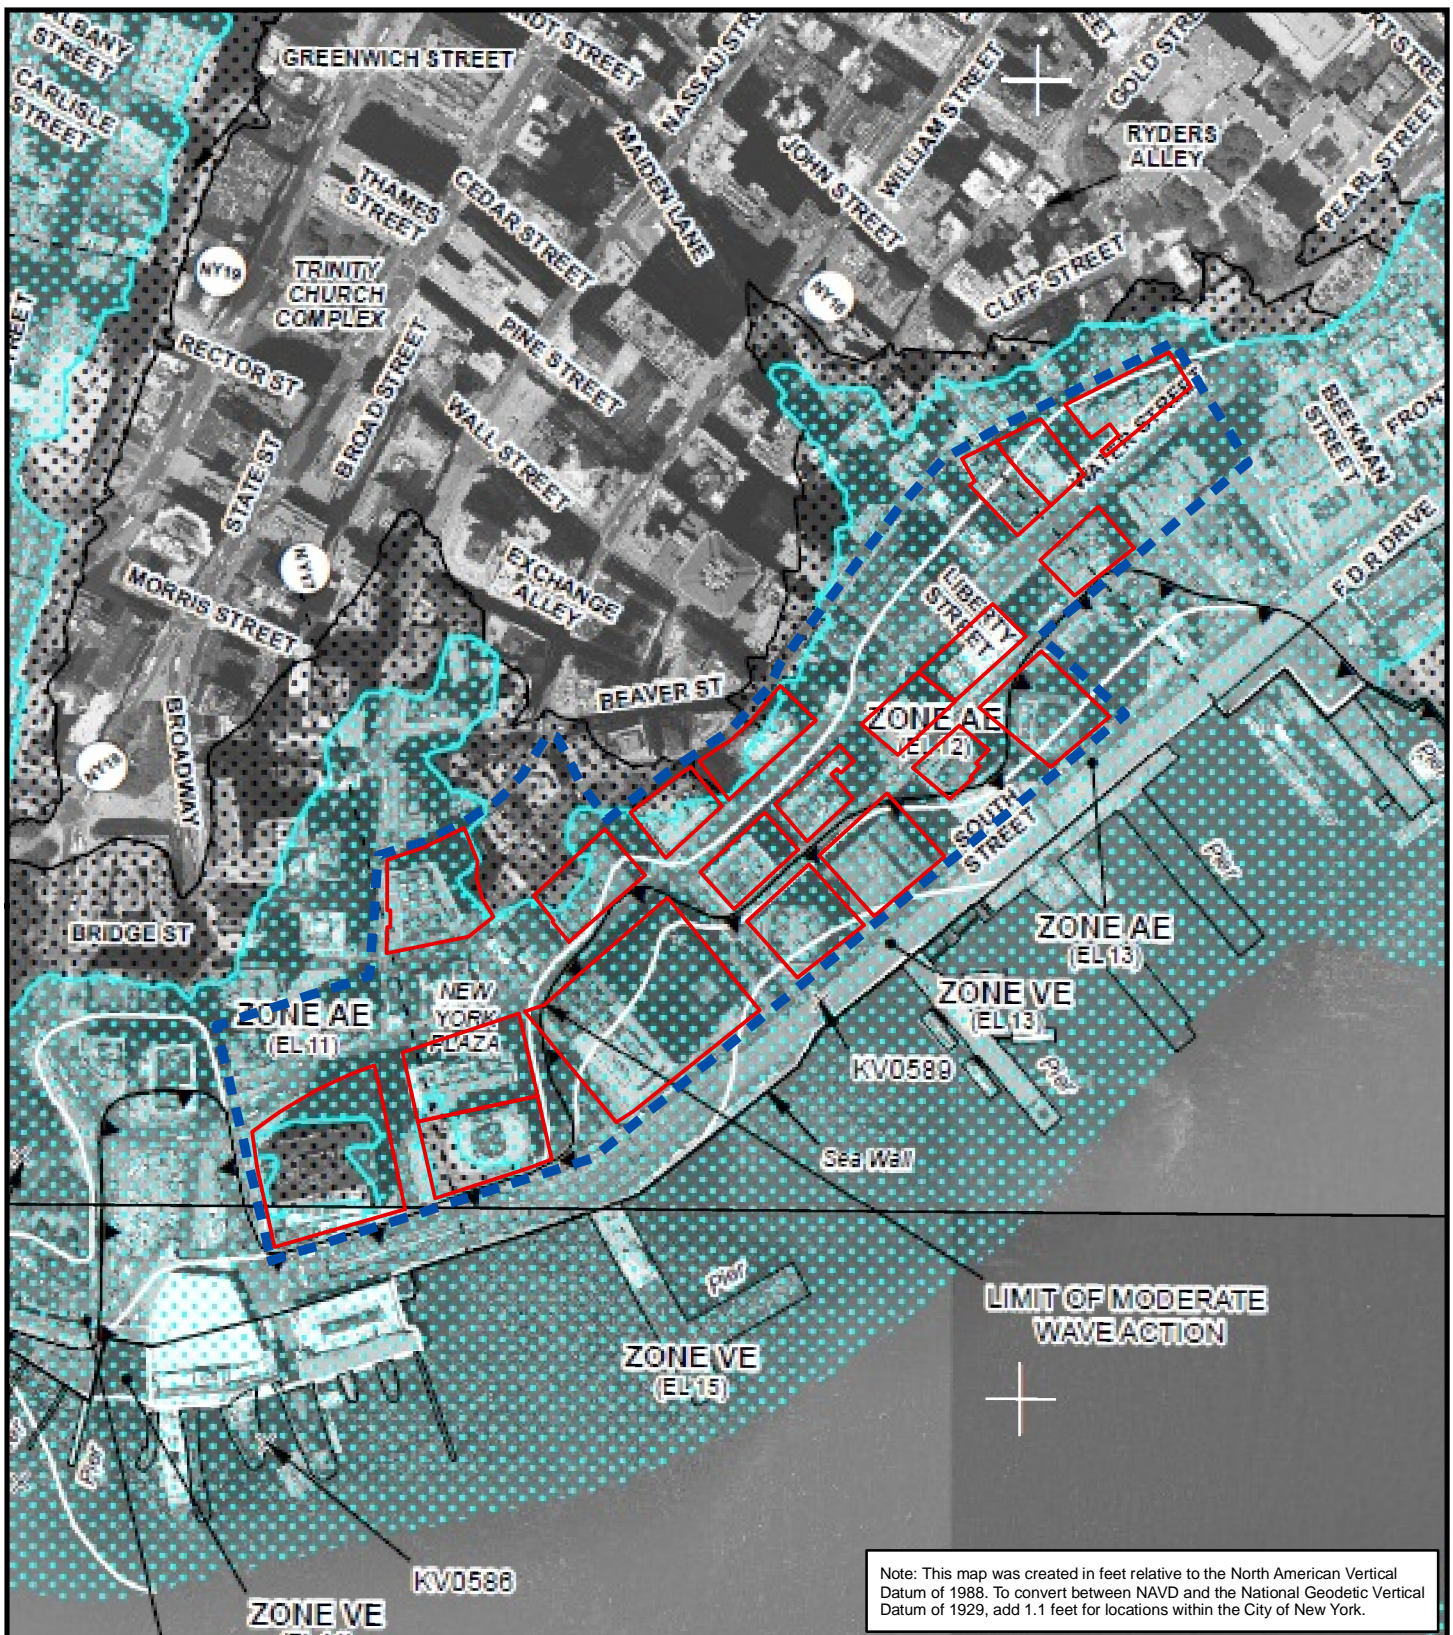 ALBANY
STREET
CARLISLE
STREET
GREENWICH STREET
STREET
NASSAU
MAIDEN LANE
JOHN STREET
WILLIAM STREET
GOLD
RYDERS
ALLEY
PEARL STREET
CLIFF STREET
THAMES
STREET
CEDAR STREET
NY19
TRINITY
CHURCH
COMPLEX
PINE STREET
RECTOR ST
BROAD STREET
WALL STREET
STATE ST
EXCHANGE
ALLEY
MORRIS STREET
BEAVER ST
BROADWAY
BRIDGE ST
WATER STREET
BEEKMAN
STREET
F.D.R. DRIVE
LIBERTY
STREET
ZONE AE
(EL 12)
SOUTH
STREET
Pier
Pier
ZONE AE
(EL 13)
ZONE VE
(EL 13)
KV0589
Pier
NEW
YORK
PLAZA
ZONE AE
(EL 11)
Sea Wall
Pier
LIMIT OF MODERATE
WAVE ACTION
ZONE VE
(EL 15)
Pier
KV0586
ZONE VE
Note: This map was created in feet relative to the North American Vertical
Datum of 1988. To convert between NAVD and the National Geodetic Vertical
Datum of 1929, add 1.1 feet for locations within the City of New York.